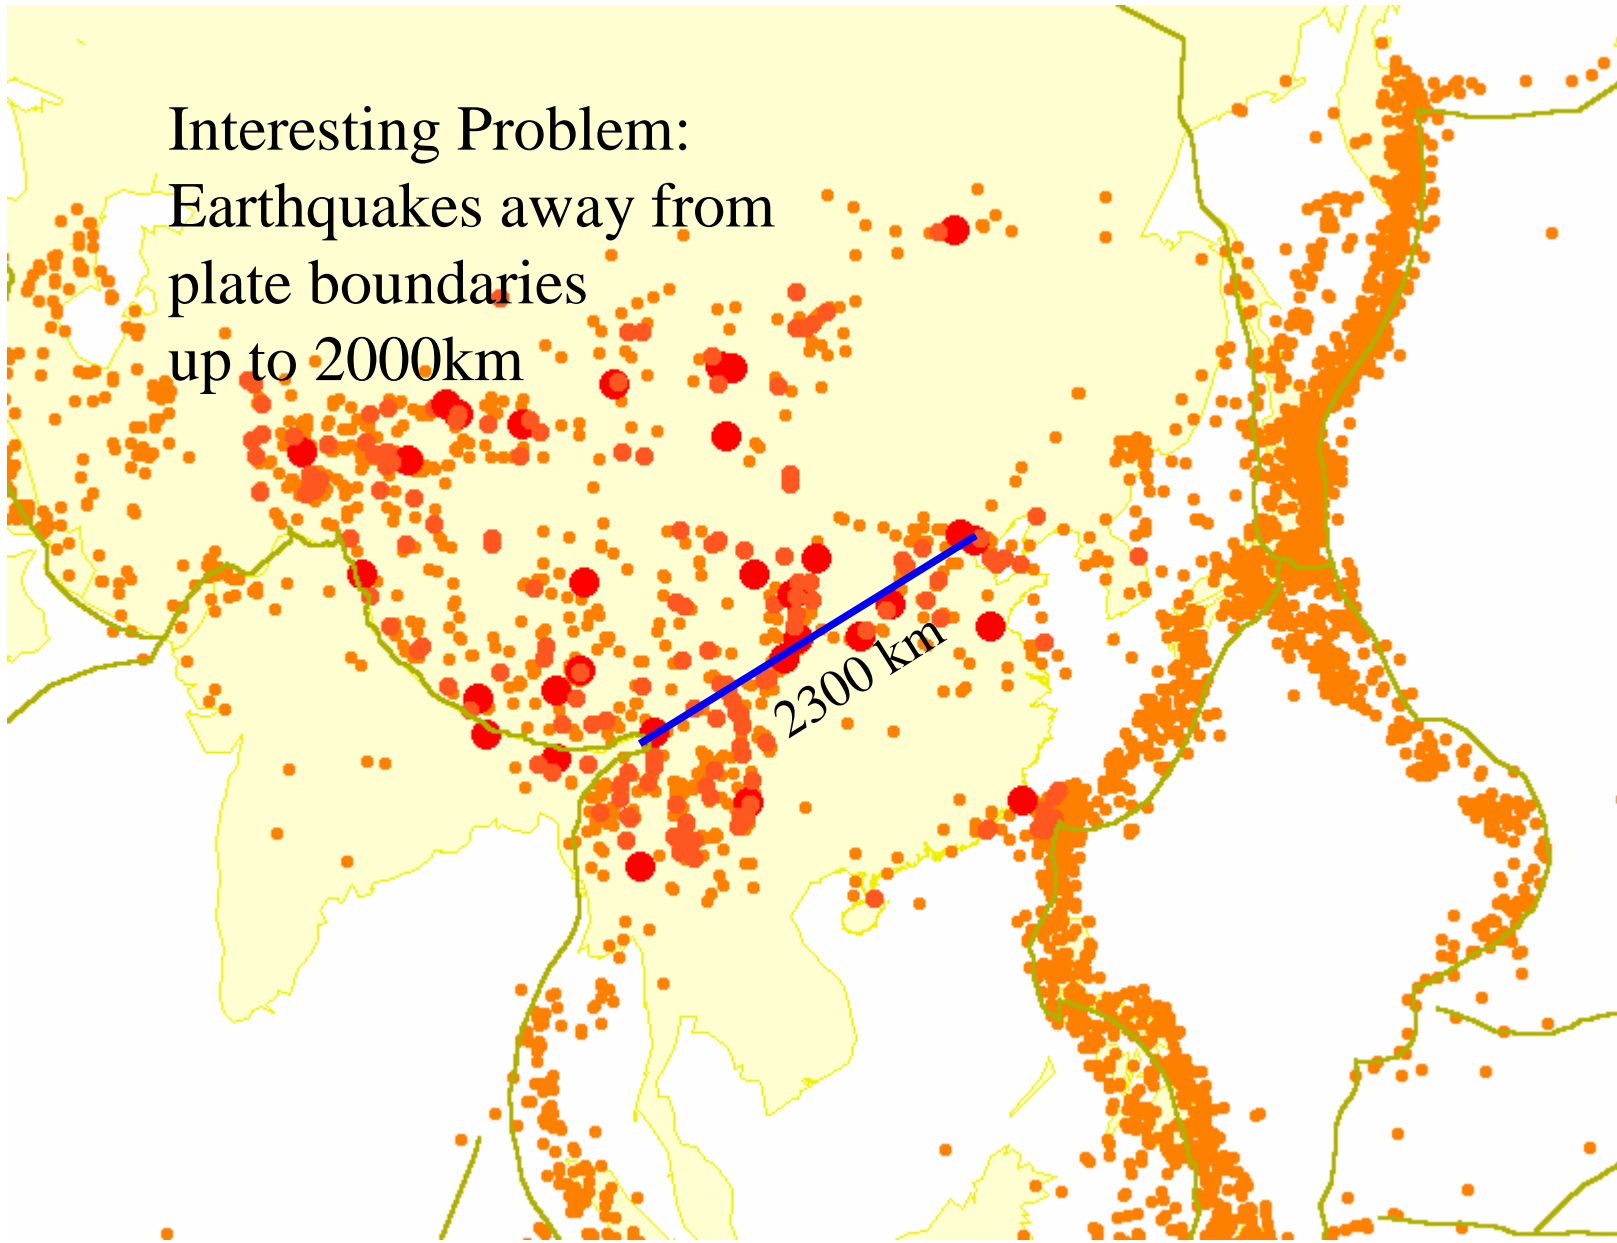 Interesting Problem:
Earthquakes away from
plate boundaries
up to 2000km
2300 km